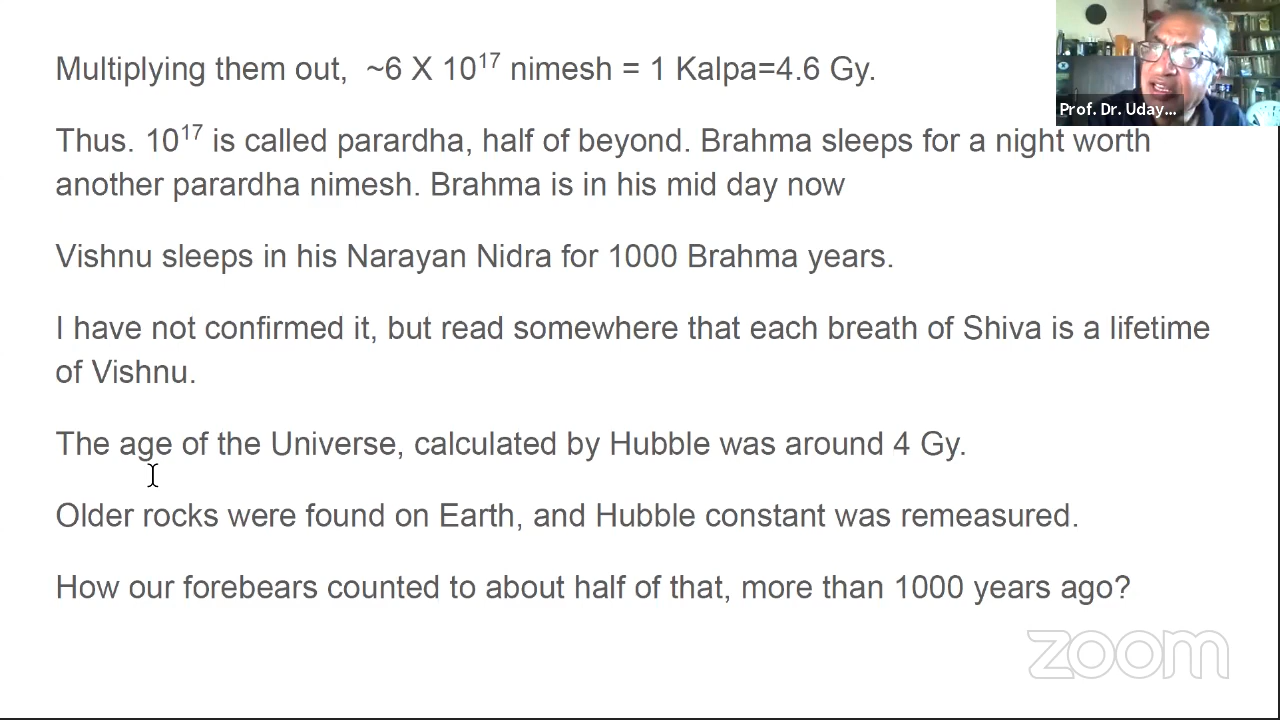 Multiplying them out,  ~6 X 10¹⁷ nimesh = 1 Kalpa=4.6 Gy.
Prof. Dr. Uday...
Thus. 10¹⁷ is called parardha, half of beyond. Brahma sleeps for a night worth
another parardha nimesh. Brahma is in his mid day now
Vishnu sleeps in his Narayan Nidra for 1000 Brahma years.
I have not confirmed it, but read somewhere that each breath of Shiva is a lifetime
of Vishnu.
The age of the Universe, calculated by Hubble was around 4 Gy.
Older rocks were found on Earth, and Hubble constant was remeasured.
How our forebears counted to about half of that, more than 1000 years ago?
zoom